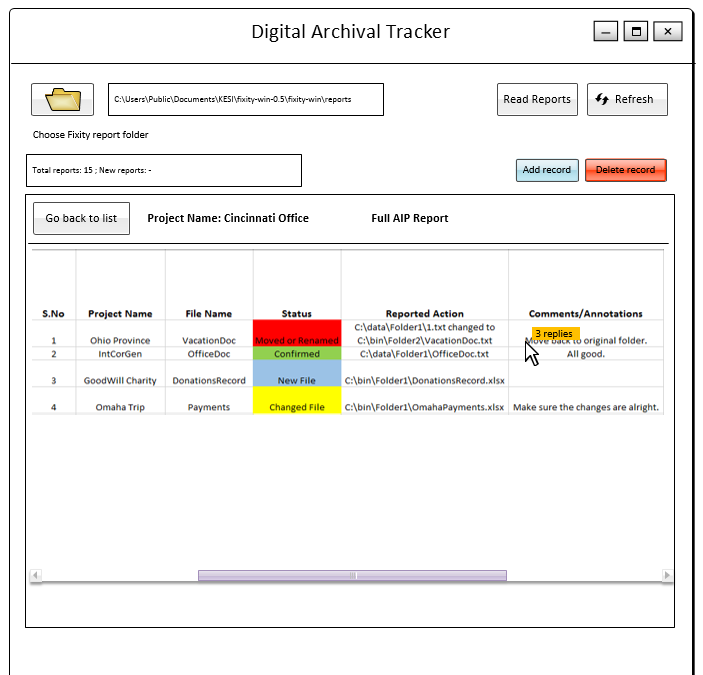 Digital Archival Tracker
C:\Users\Public\Documents\KESI\fixity-win-0.5\fixity-win\reports
Read Reports
Refresh
Choose Fixity report folder
Total reports: 15 ; New reports: -
Add record
Delete record
Go back to list
Project Name: Cincinnati Office
Full AIP Report
S.No Project Name File Name Status Reported Action Comments/Annotations
C:\data\Folder1\1.txt changed to
3 replies
1 Ohio Province VacationDoc Moved or Renamed C:\bin\Folder2\VacationDoc.txt Move back to original folder.
2 IntCorGen OfficeDoc Confirmed C:\data\Folder1\OfficeDoc.txt All good.
3 GoodWill Charity DonationsRecord New File C:\bin\Folder1\DonationsRecord.xlsx
4 Omaha Trip Payments Changed File C:\bin\Folder1\OmahaPayments.xlsx Make sure the changes are alright.